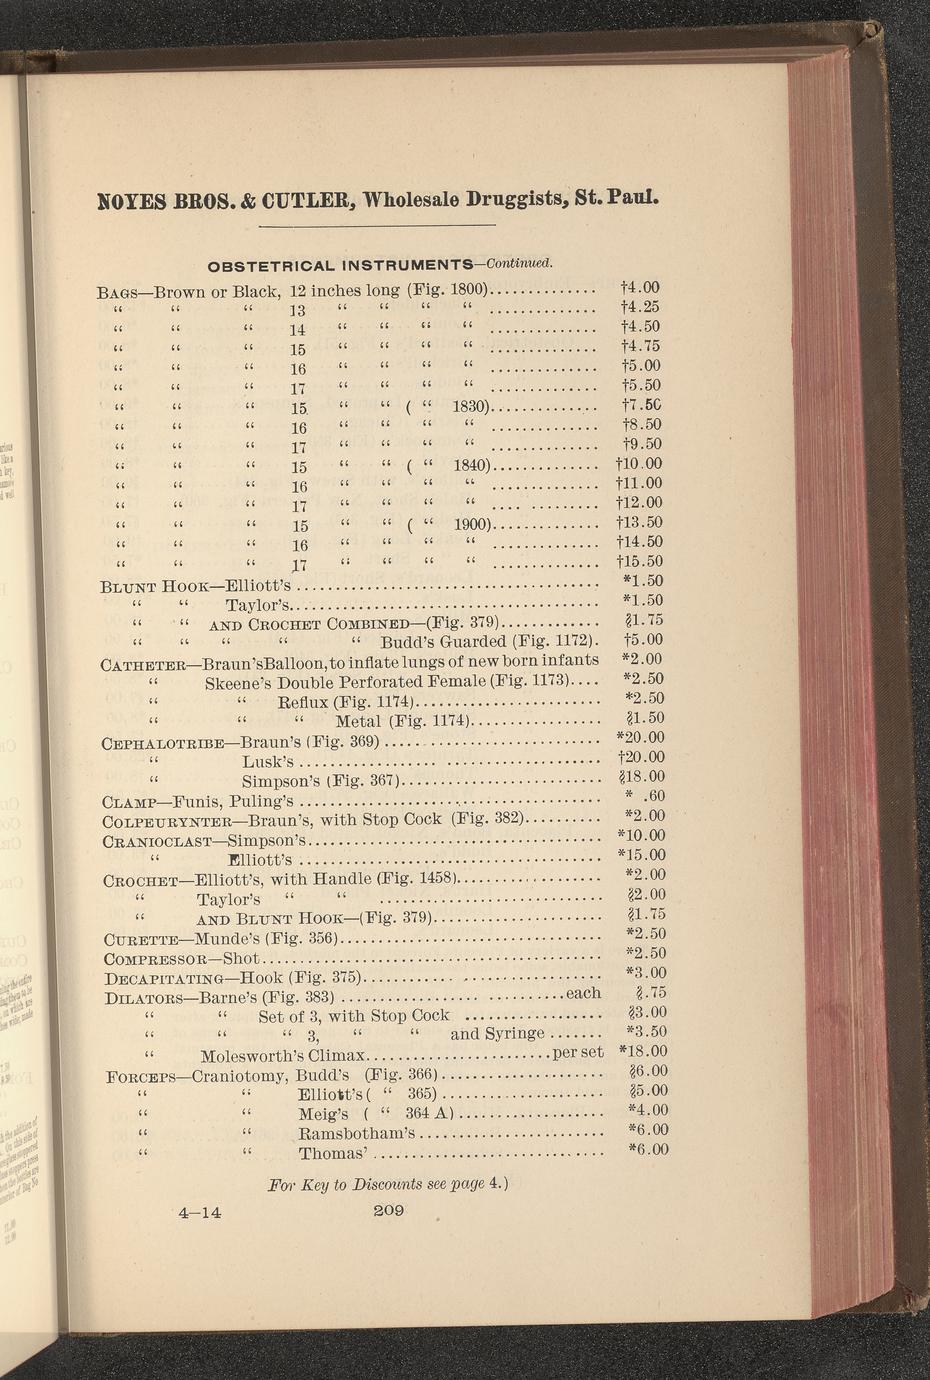 NOYES BROS. & CUTLER, Wholesale Druggists, St. Paul.
OBSTETRICAL INSTRUMENTS—Continued.
BAGS—Brown or Black, 12 inches long (Fig. 1800).............. †4.00
“ “ “ 13 “ “ “ “ .............. †4.25
“ “ “ 14 “ “ “ “ .............. †4.50
“ “ “ 15 “ “ “ “ .............. †4.75
“ “ “ 16 “ “ “ “ .............. †5.00
“ “ “ 17 “ “ “ “ .............. †5.50
“ “ “ 15 “ “ ( “ 1830).............. †7.50
“ “ “ 16 “ “ “ “ .............. †8.50
“ “ “ 17 “ “ “ “ .............. †9.50
“ “ “ 15 “ “ ( “ 1840).............. †10.00
“ “ “ 16 “ “ “ “ .............. †11.00
“ “ “ 17 “ “ “ “ .... ......... †12.00
“ “ “ 15 “ “ ( “ 1900).............. †13.50
“ “ “ 16 “ “ “ “ .............. †14.50
“ “ “ 17 “ “ “ “ .............. †15.50
BLUNT HOOK—Elliott's ........................................ *1.50
“ “ Taylor's........................................ *1.50
“ “ AND CROCHET COMBINED—(Fig. 379)............. §1.75
“ “ “ “ “ Budd's Guarded (Fig. 1172). †5.00
CATHETER—Braun'sBalloon, to inflate lungs of new born infants *2.00
“ Skeene's Double Perforated Female (Fig. 1173).... *2.50
“ “ Reflux (Fig. 1174)......................... *2.50
“ “ “ Metal (Fig. 1174)................. §1.50
CEPHALOTRIBE—Braun's (Fig. 369) ............................. *20.00
“ Lusk's ........................................ †20.00
“ Simpson's (Fig. 367)........................... §18.00
CLAMP—Funis, Puling's ........................................ * .60
COLPEURYNTER—Braun's, with Stop Cock (Fig. 382).......... *2.00
CRANIOCLAST—Simpson's....................................... *10.00
“ Elliott's ........................................ *15.00
CROCHET—Elliott's, with Handle (Fig. 1458)................... *2.00
“ Taylor's “ “ .............................. §2.00
“ AND BLUNT HOOK—(Fig. 379)....................... §1.75
CURETTE—Munde's (Fig. 356)................................... *2.50
COMPRESSOR—Shot.............................................. *2.50
DECAPITATING—Hook (Fig. 375)................................ *3.00
DILATORS—Barne's (Fig. 383) .................. ..........each §.75
“ “ Set of 3, with Stop Cock .................. §3.00
“ “ “ 3, “ “ and Syringe ....... *3.50
“ Molesworth's Climax.........................per set *18.00
FORCEPS—Craniotomy, Budd's (Fig. 366)...................... §6.00
“ “ Elliott's ( “ 365) ...................... §5.00
“ “ Meig's ( “ 364 A) .................... *4.00
“ “ Ramsbotham's......................... *6.00
“ “ Thomas' .............................. *6.00
For Key to Discounts see page 4.)
4—14 209